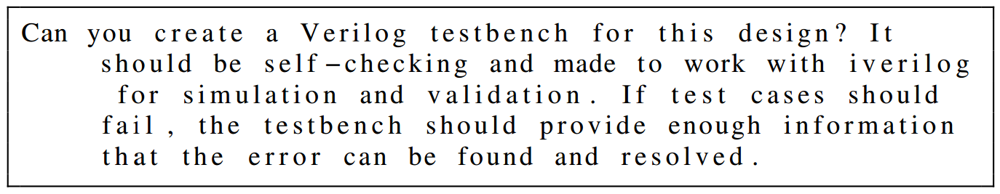 Can you create a Verilog testbench for this design? It
should be self-checking and made to work with iverilog
for simulation and validation. If test cases should
fail, the testbench should provide enough information
that the error can be found and resolved.